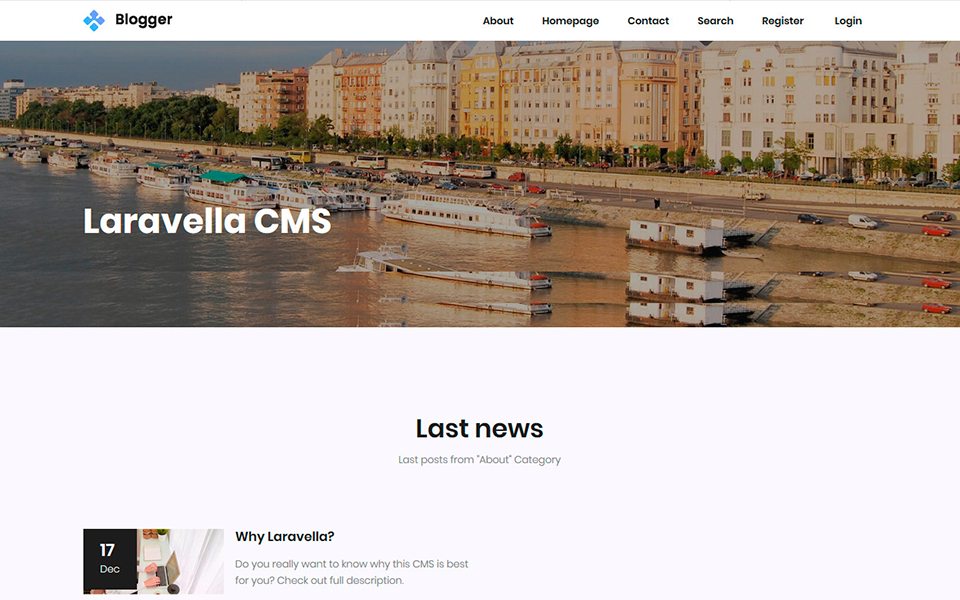 Blogger
About
Homepage
Contact
Search
Register
Login
Laravella CMS
Last news
Last posts from "About" Category
17
Dec
Why Laravella?
Do you really want to know why this CMS is best
for you? Check out full description.